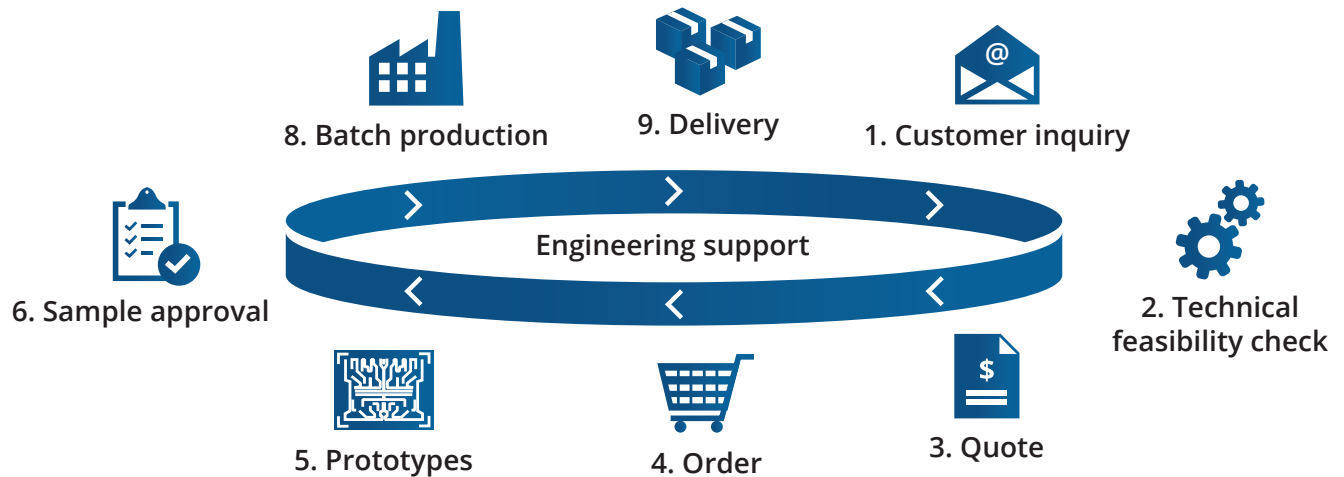 8. Batch production
9. Delivery
1. Customer inquiry
@
Engineering support
6. Sample approval
2. Technical
feasibility check
$
5. Prototypes
4. Order
3. Quote